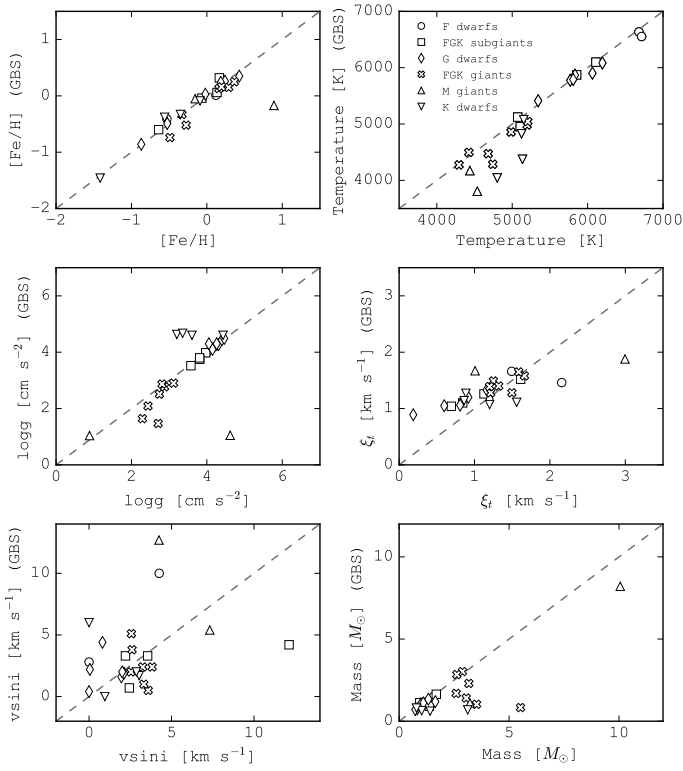 1
0
−1
−2
−2
−1
0
1
[Fe/H] (GBS)
[Fe/H]
7000
6000
5000
4000
4000
5000
6000
7000
Temperature [K] (GBS)
Temperature [K]
F dwarfs
FGK subgiants
G dwarfs
FGK giants
M giants
K dwarfs
6
4
2
0
0
2
4
6
logg [cm s⁻²] (GBS)
logg [cm s⁻²]
3
2
1
0
0
1
2
3
ξₜ [km s⁻¹] (GBS)
ξₜ [km s⁻¹]
10
5
0
0
5
10
vsini [km s⁻¹] (GBS)
vsini [km s⁻¹]
10
5
0
0
5
10
Mass [M☉] (GBS)
Mass [M☉]